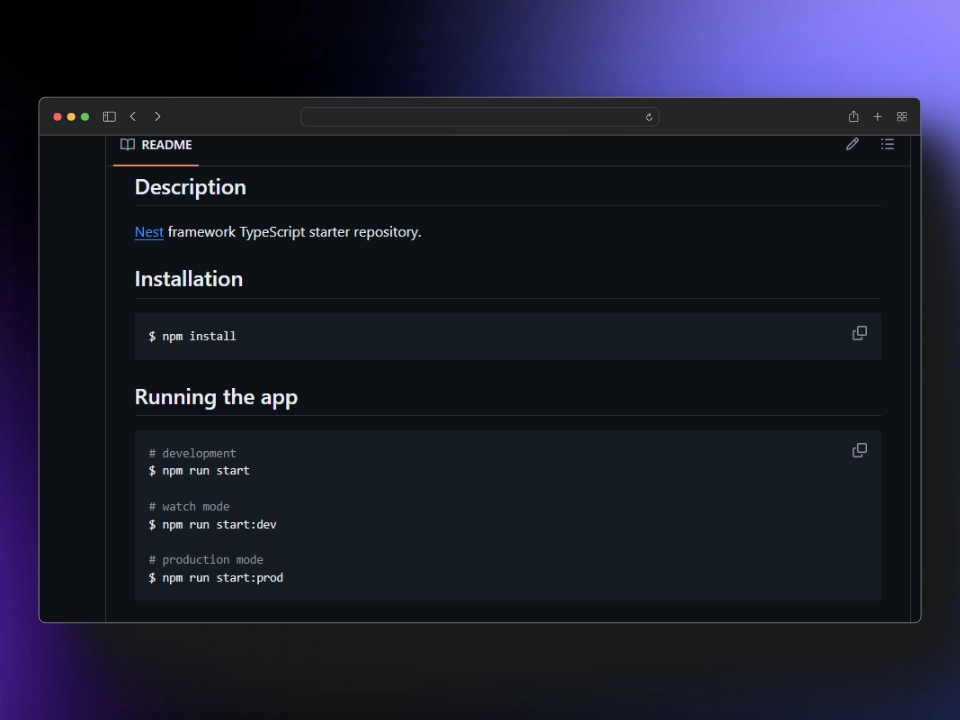 README
Description
Nest framework TypeScript starter repository.
Installation
$ npm install
Running the app
# development
$ npm run start
# watch mode
$ npm run start:dev
# production mode
$ npm run start:prod